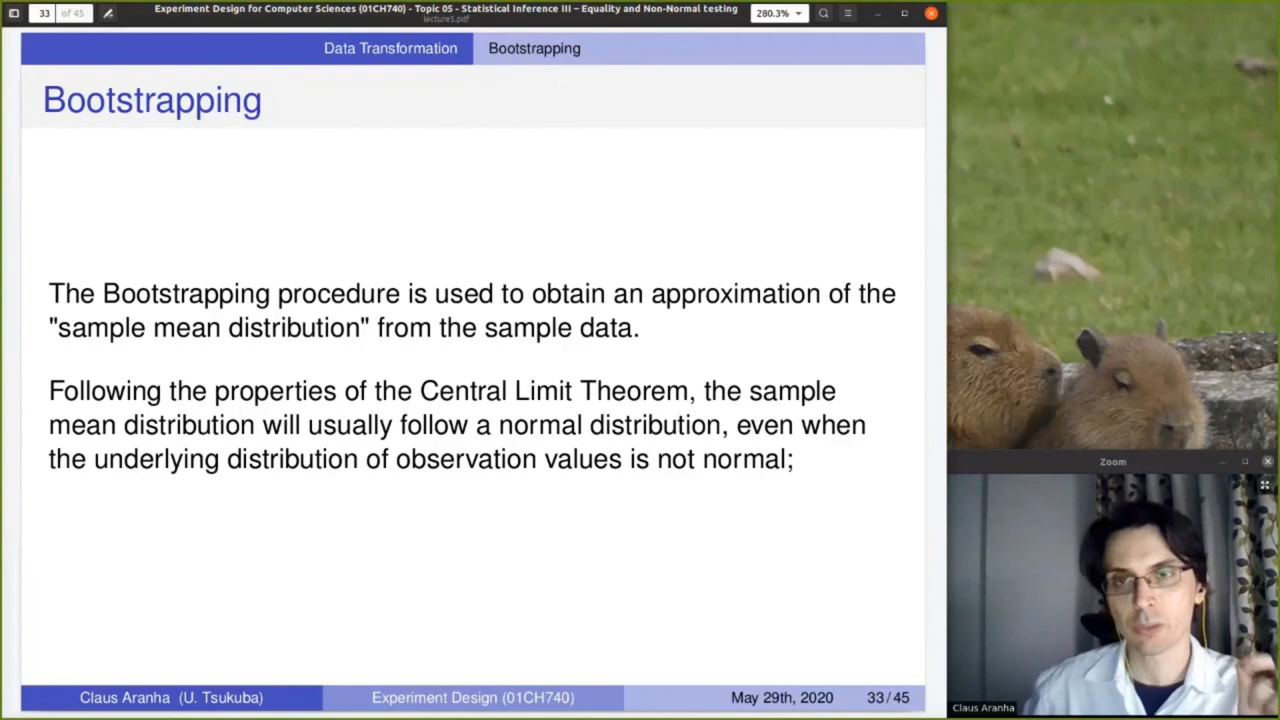 33 of 45
Experiment Design for Computer Sciences (01CH740) - Topic 05 - Statistical Inference III – Equality and Non-Normal testing
lecture5.pdf
280.3%
Data Transformation Bootstrapping
Bootstrapping
The Bootstrapping procedure is used to obtain an approximation of the
"sample mean distribution" from the sample data.
Following the properties of the Central Limit Theorem, the sample
mean distribution will usually follow a normal distribution, even when
the underlying distribution of observation values is not normal;
Claus Aranha (U. Tsukuba) Experiment Design (01CH740) May 29th, 2020 33/45
Zoom
Claus Aranha